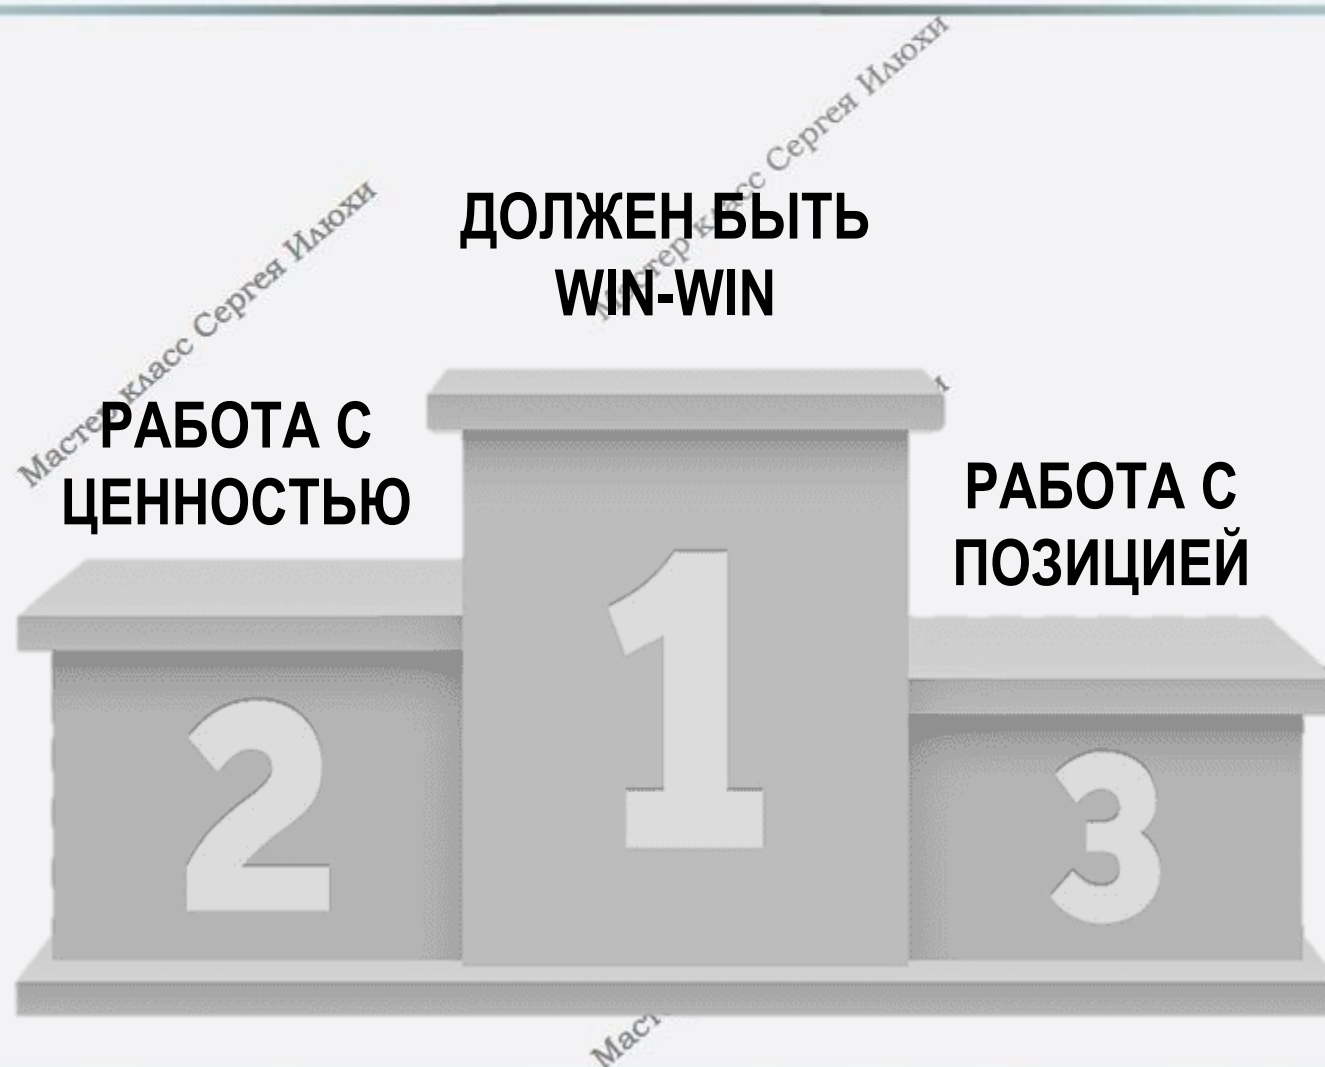 Мастер класс Сергея Илюхи
ДОЛЖЕН БЫТЬ
WIN-WIN
Мастер класс Сергея Илюхи
РАБОТА С
ЦЕННОСТЬЮ
РАБОТА С
ПОЗИЦИЕЙ
2
1
3